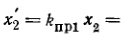 x₂′ = kпр1 x₂ =